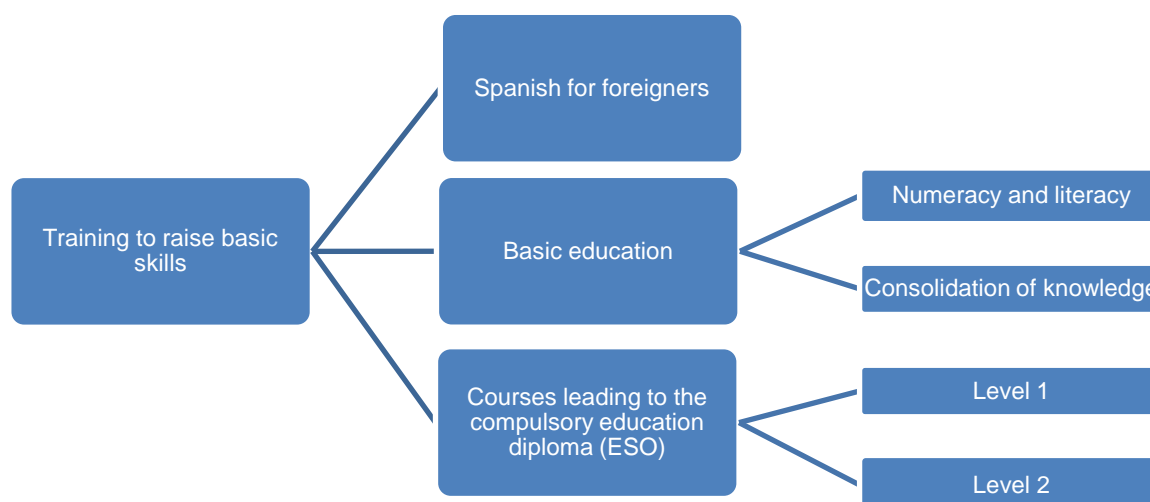 Spanish for foreigners
Training to raise basic
skills
Basic education
Numeracy and literacy
Consolidation of knowledge
Courses leading to the
compulsory education
diploma (ESO)
Level 1
Level 2